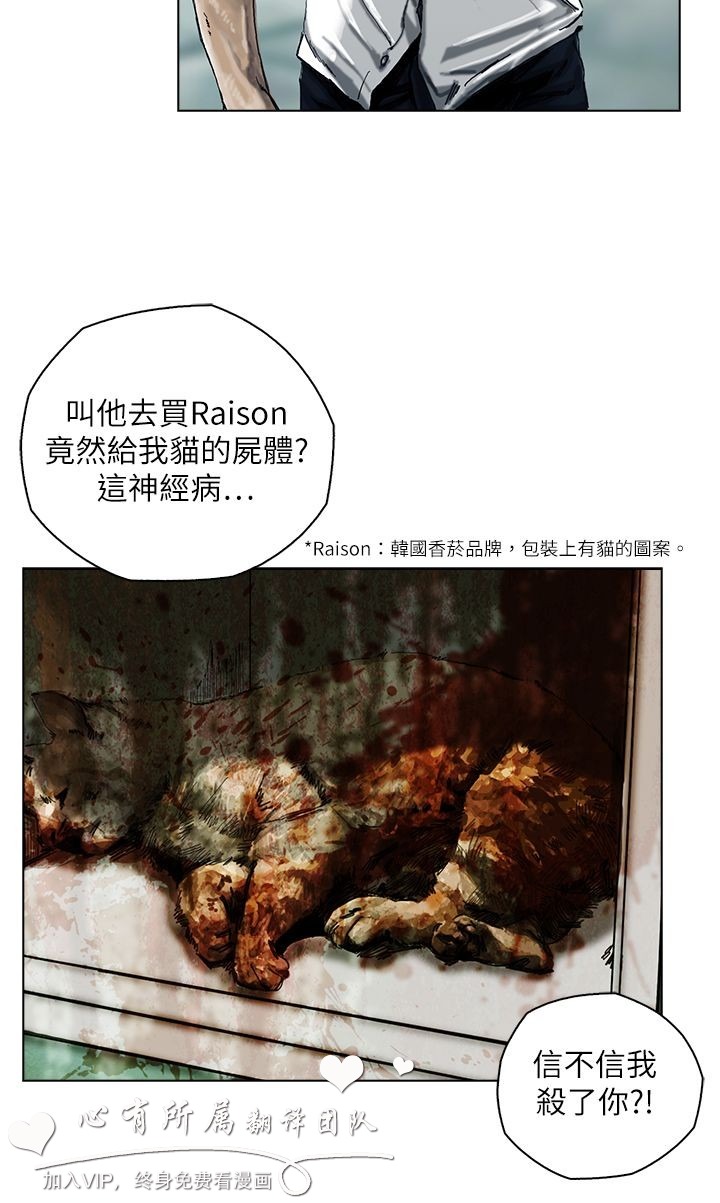 叫他去買Raison
竟然給我貓的屍體?
這神經病...
*Raison：韓國香菸品牌，包裝上有貓的圖案。
信不信我
殺了你?!
心有所属翻译团队
加入VIP，终身免费看漫画